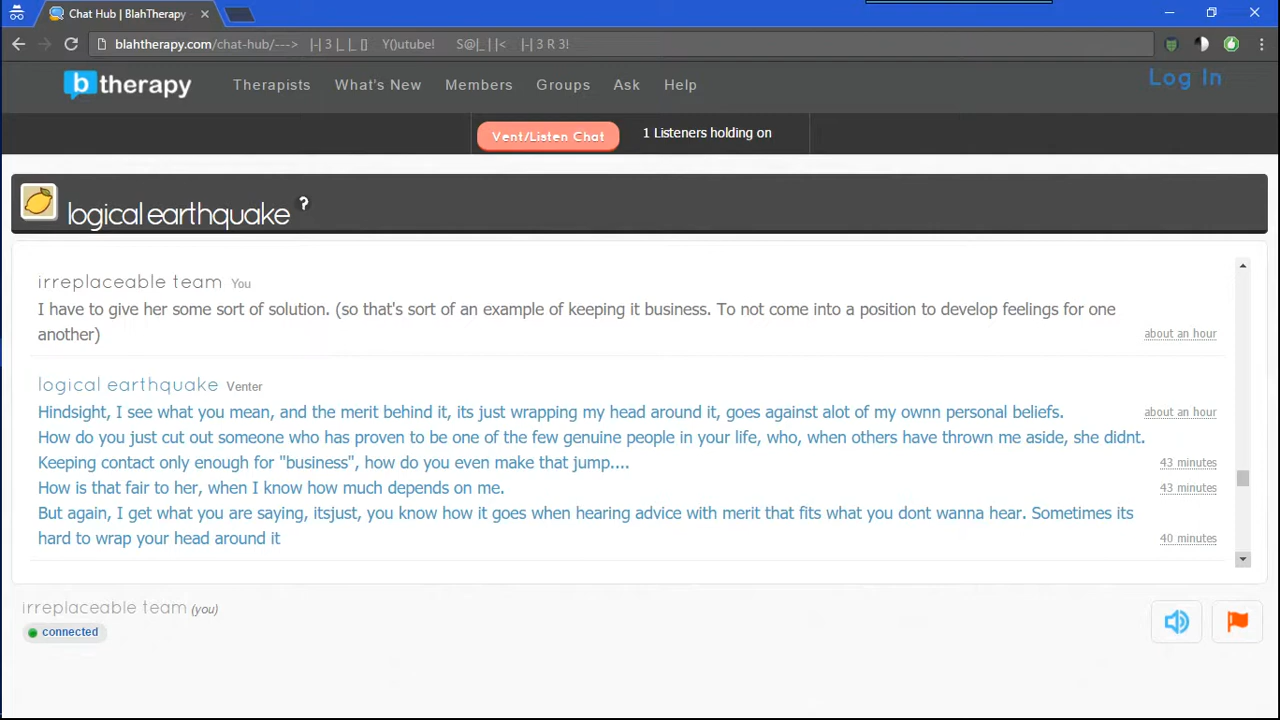 Chat Hub | BlahTherapy
blahtherapy.com/chat-hub/---> |-| 3 |_ |_ [] Y()utube! S@|_ | |< |-| 3 R 3!
b therapy Therapists What's New Members Groups Ask Help Log In
Vent/Listen Chat 1 Listeners holding on
logical earthquake ?
irreplaceable team You
I have to give her some sort of solution. (so that's sort of an example of keeping it business. To not come into a position to develop feelings for one
another) about an hour
logical earthquake Venter
Hindsight, I see what you mean, and the merit behind it, its just wrapping my head around it, goes against alot of my ownn personal beliefs. about an hour
How do you just cut out someone who has proven to be one of the few genuine people in your life, who, when others have thrown me aside, she didnt.
Keeping contact only enough for "business", how do you even make that jump.... 43 minutes
How is that fair to her, when I know how much depends on me. 43 minutes
But again, I get what you are saying, itsjust, you know how it goes when hearing advice with merit that fits what you dont wanna hear. Sometimes its
hard to wrap your head around it 40 minutes
irreplaceable team (you)
connected